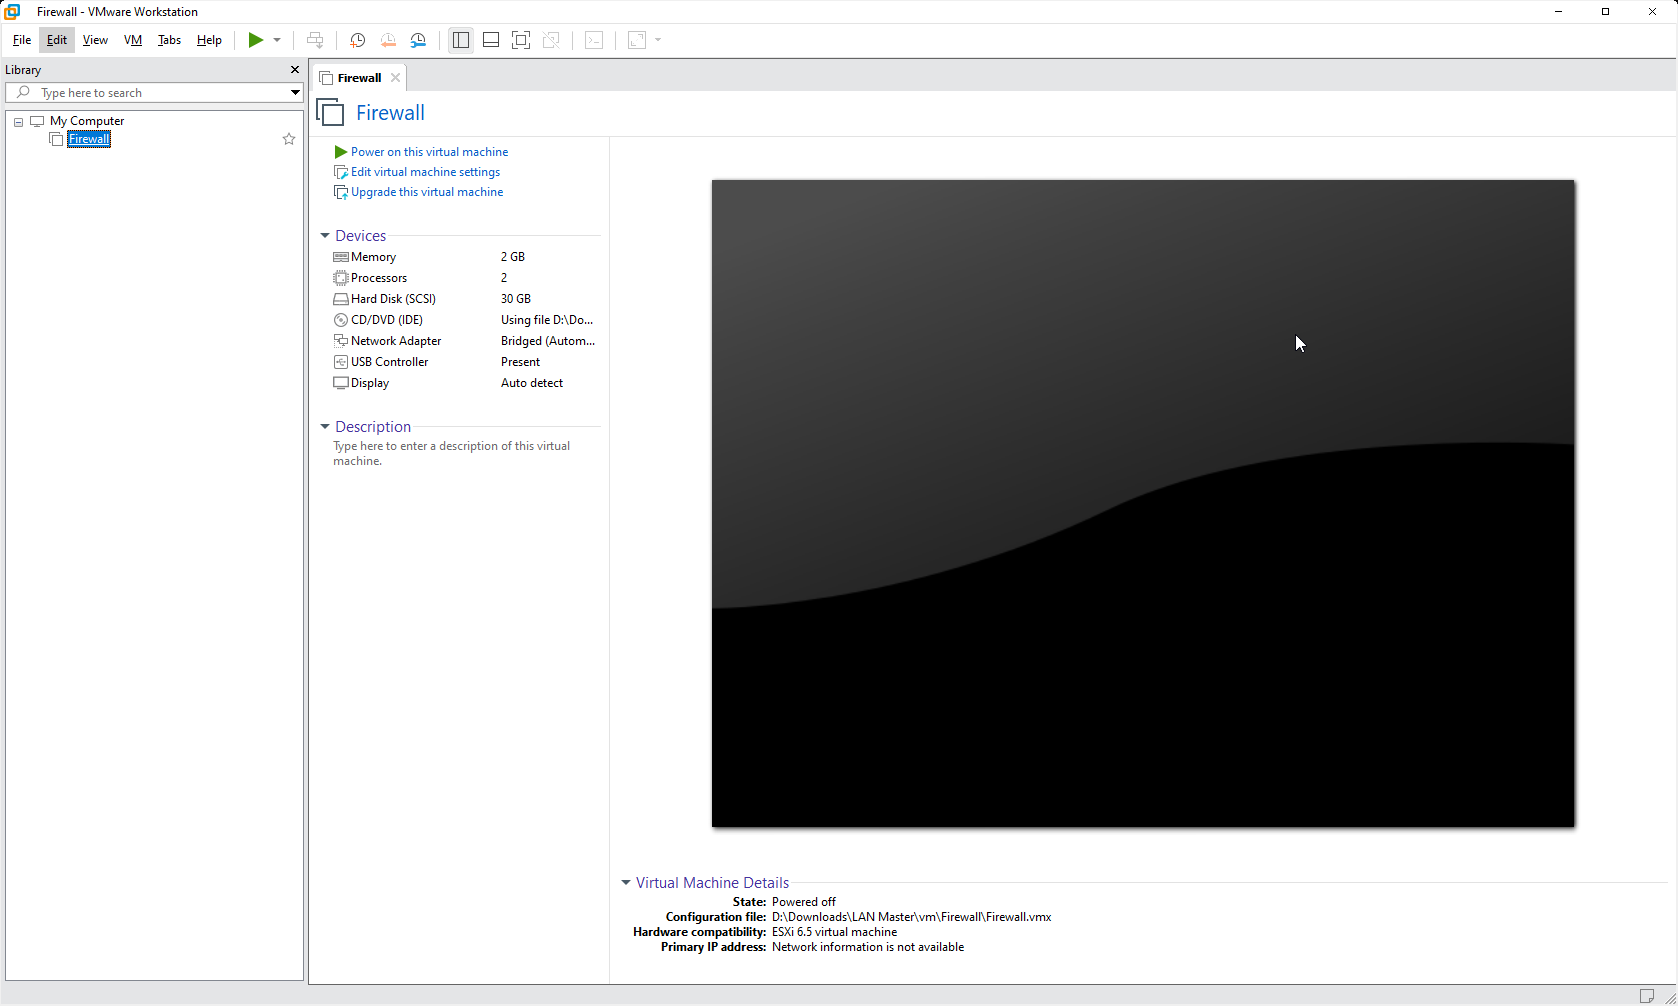 Firewall - VMware Workstation
File Edit View VM Tabs Help
Library
Type here to search
My Computer
Firewall
Firewall
Firewall
Power on this virtual machine
Edit virtual machine settings
Upgrade this virtual machine
Devices
Memory 2 GB
Processors 2
Hard Disk (SCSI) 30 GB
CD/DVD (IDE) Using file D:\Do...
Network Adapter Bridged (Autom...
USB Controller Present
Display Auto detect
Description
Type here to enter a description of this virtual
machine.
Virtual Machine Details
State: Powered off
Configuration file: D:\Downloads\LAN Master\vm\Firewall\Firewall.vmx
Hardware compatibility: ESXi 6.5 virtual machine
Primary IP address: Network information is not available